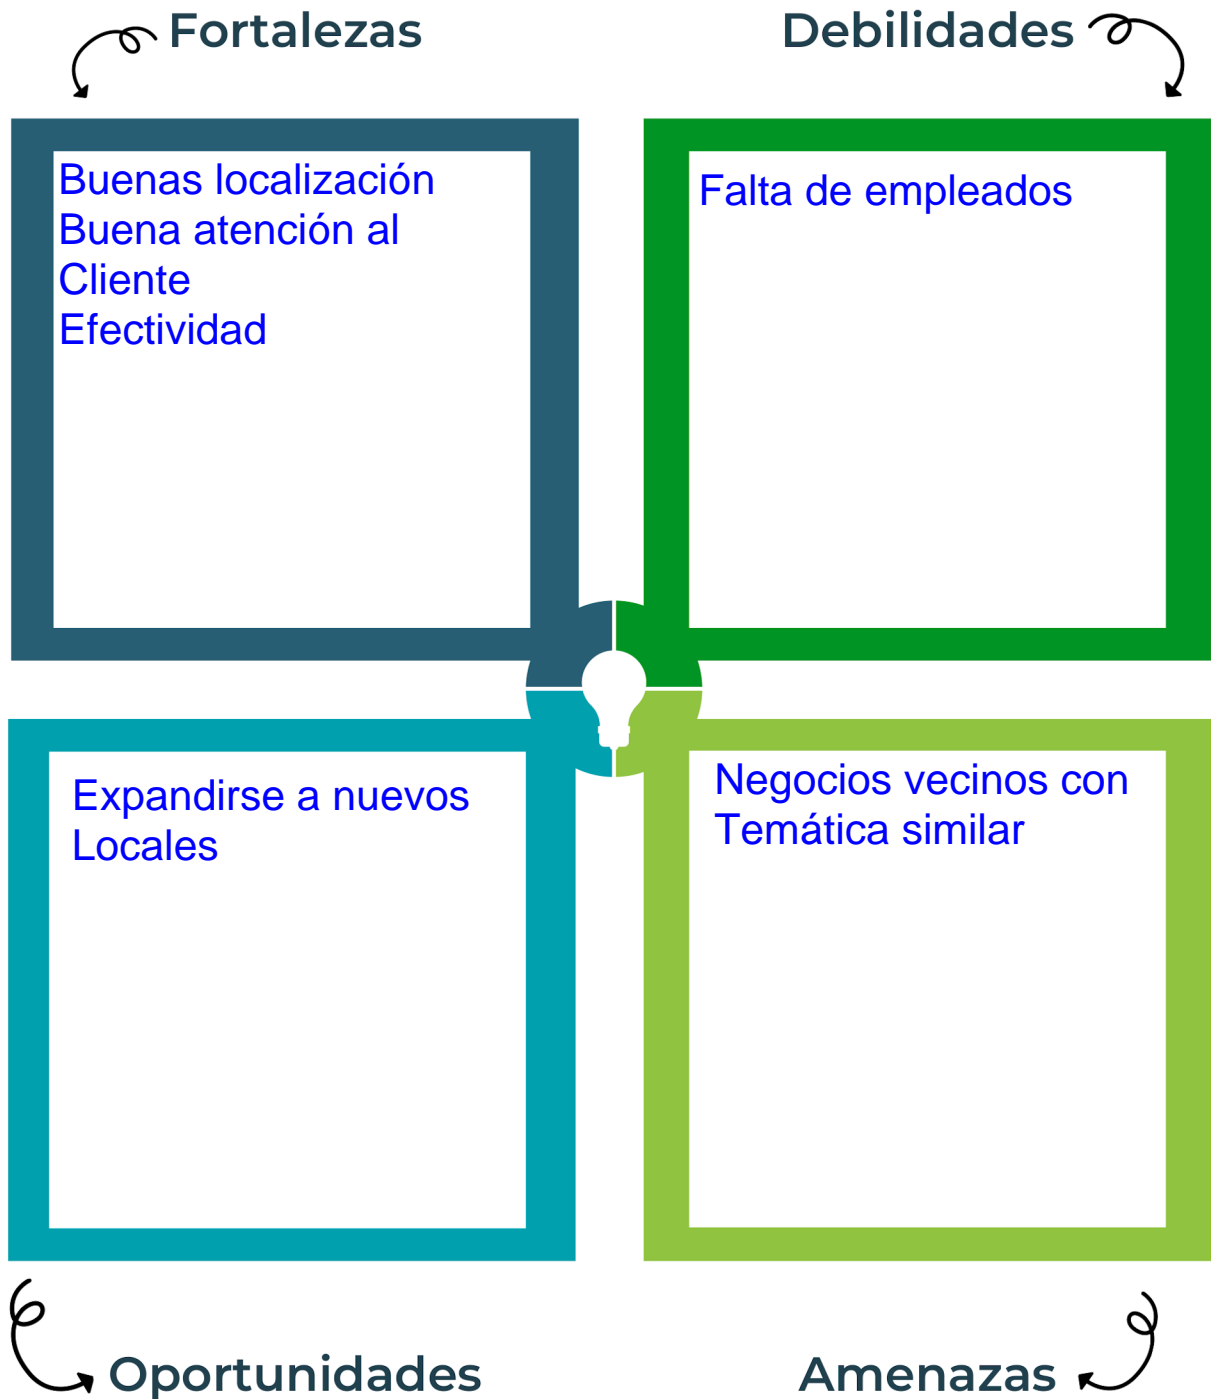 Fortalezas
Buenas localización
Buena atención al
Cliente
Efectividad
Debilidades
Falta de empleados
Expandirse a nuevos
Locales
Oportunidades
Negocios vecinos con
Temática similar
Amenazas